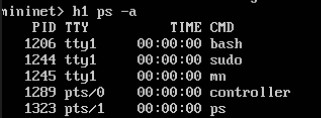 mininet> h1 ps -a
PID TTY TIME CMD
1206 tty1 00:00:00 bash
1244 tty1 00:00:00 sudo
1245 tty1 00:00:00 mn
1289 pts/0 00:00:00 controller
1323 pts/1 00:00:00 ps